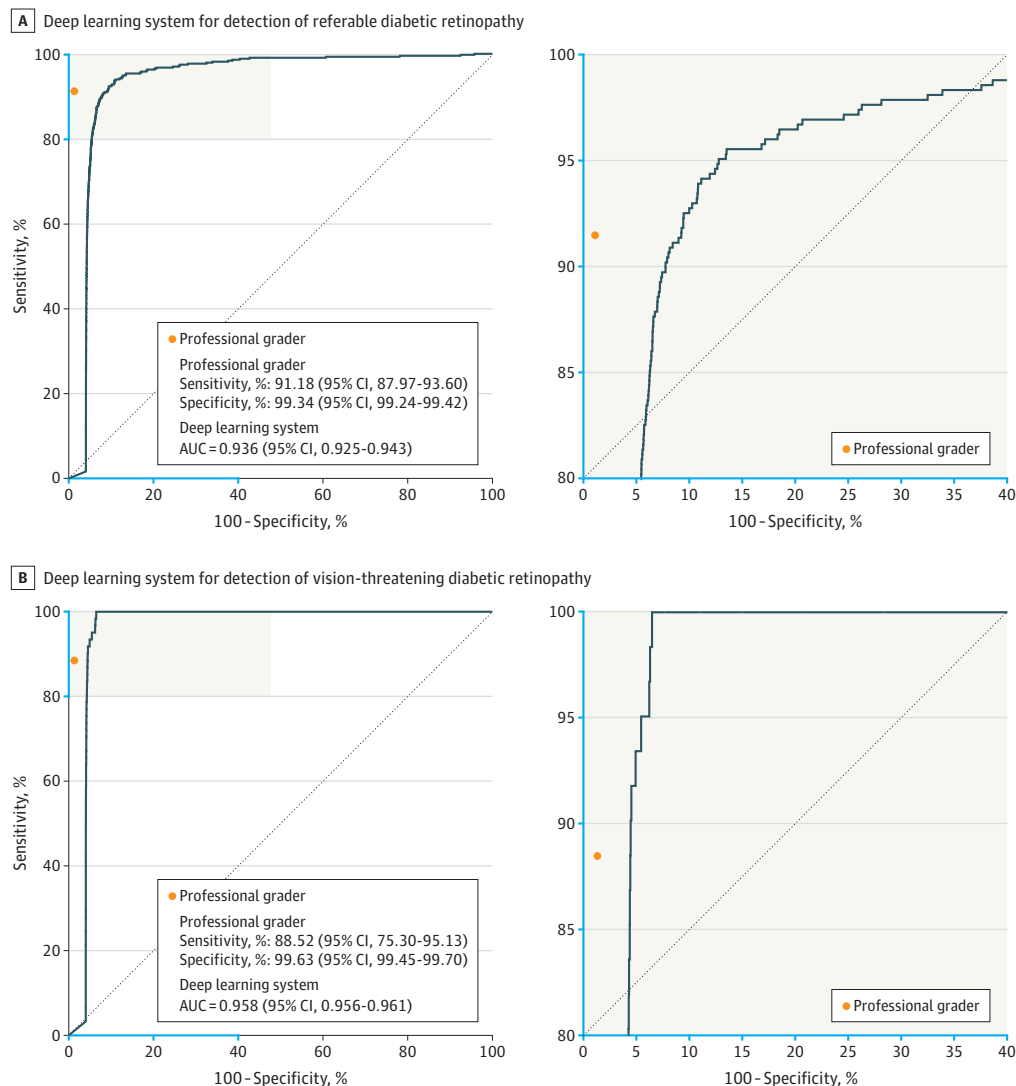 A Deep learning system for detection of referable diabetic retinopathy
100
80
60
40
20
0
Sensitivity, %
0 20 40 60 80 100
100 – Specificity, %
Professional grader
Professional grader
Sensitivity, %: 91.18 (95% CI, 87.97-93.60)
Specificity, %: 99.34 (95% CI, 99.24-99.42)
Deep learning system
AUC = 0.936 (95% CI, 0.925-0.943)
100
95
90
85
80
0 5 10 15 20 25 30 35 40
100 – Specificity, %
Professional grader
B Deep learning system for detection of vision-threatening diabetic retinopathy
100
80
60
40
20
0
Sensitivity, %
0 20 40 60 80 100
100 – Specificity, %
Professional grader
Professional grader
Sensitivity, %: 88.52 (95% CI, 75.30-95.13)
Specificity, %: 99.63 (95% CI, 99.45-99.70)
Deep learning system
AUC = 0.958 (95% CI, 0.956-0.961)
100
95
90
85
80
0 5 10 15 20 25 30 35 40
100 – Specificity, %
Professional grader